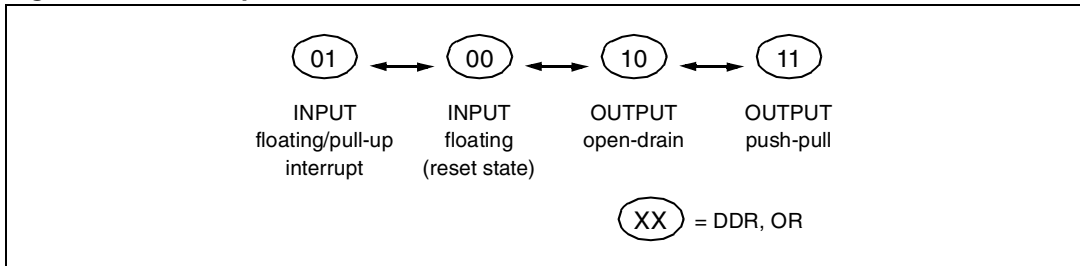 01 00 10 11
INPUT INPUT OUTPUT OUTPUT
floating/pull-up floating open-drain push-pull
interrupt (reset state)
XX = DDR, OR